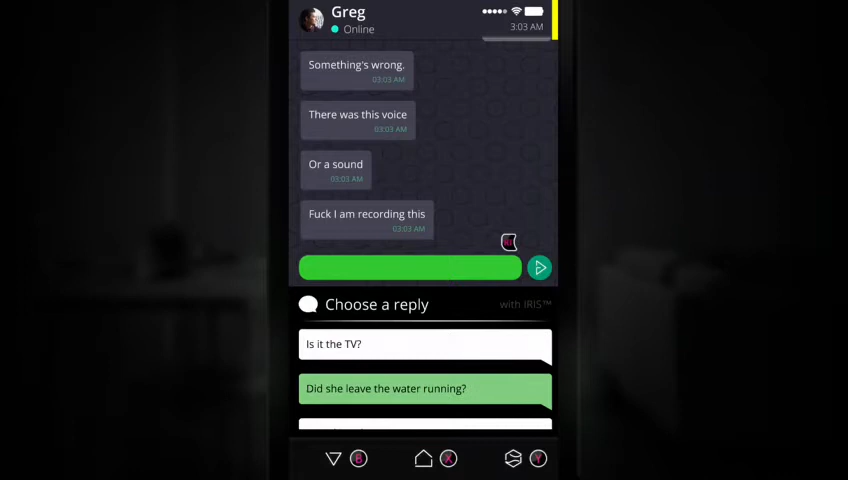 Greg
Online
3:03 AM
Something's wrong.
03:03 AM
There was this voice
03:03 AM
Or a sound
03:03 AM
Fuck I am recording this
03:03 AM
Choose a reply
with IRIS™
Is it the TV?
Did she leave the water running?
B
X
Y